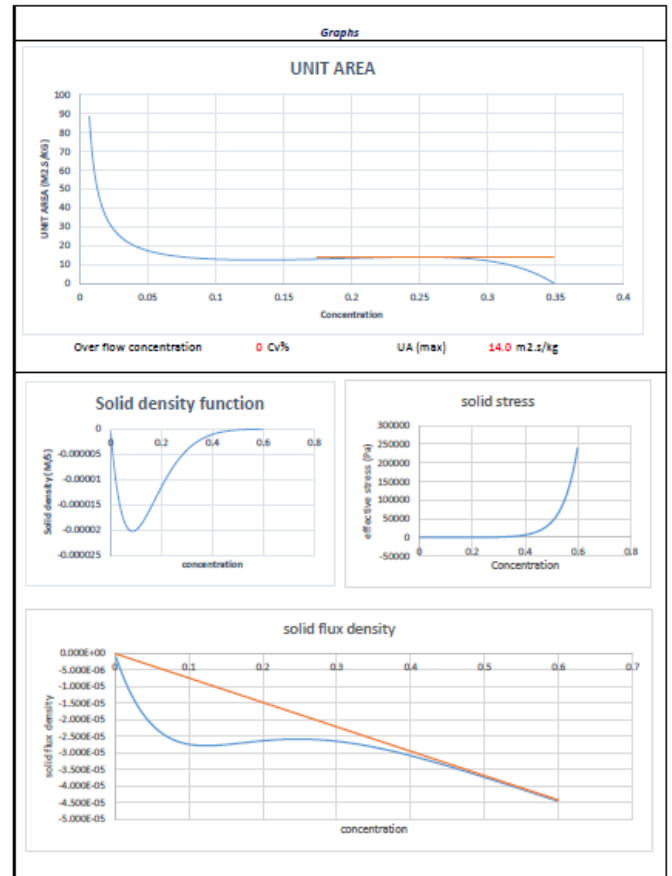 Graphs
UNIT AREA
UNIT AREA (M2.S/KG)
100
90
80
70
60
50
40
30
20
10
0
0 0.05 0.1 0.15 0.2 0.25 0.3 0.35 0.4
Concentration
Over flow concentration 0 Cv% UA (max) 14.0 m2.s/kg
Solid density function
Solid density (M/S)
0
-0.000005
-0.00001
-0.000015
-0.00002
-0.000025
0 0.2 0.4 0.6 0.8
concentration
solid stress
effective stress (Pa)
300000
250000
200000
150000
100000
50000
0
-50000
0 0.2 0.4 0.6 0.8
Concentration
solid flux density
solid flux density
0.000E+00
-5.000E-06
-1.000E-05
-1.500E-05
-2.000E-05
-2.500E-05
-3.000E-05
-3.500E-05
-4.000E-05
-4.500E-05
-5.000E-05
0 0.1 0.2 0.3 0.4 0.5 0.6 0.7
concentration